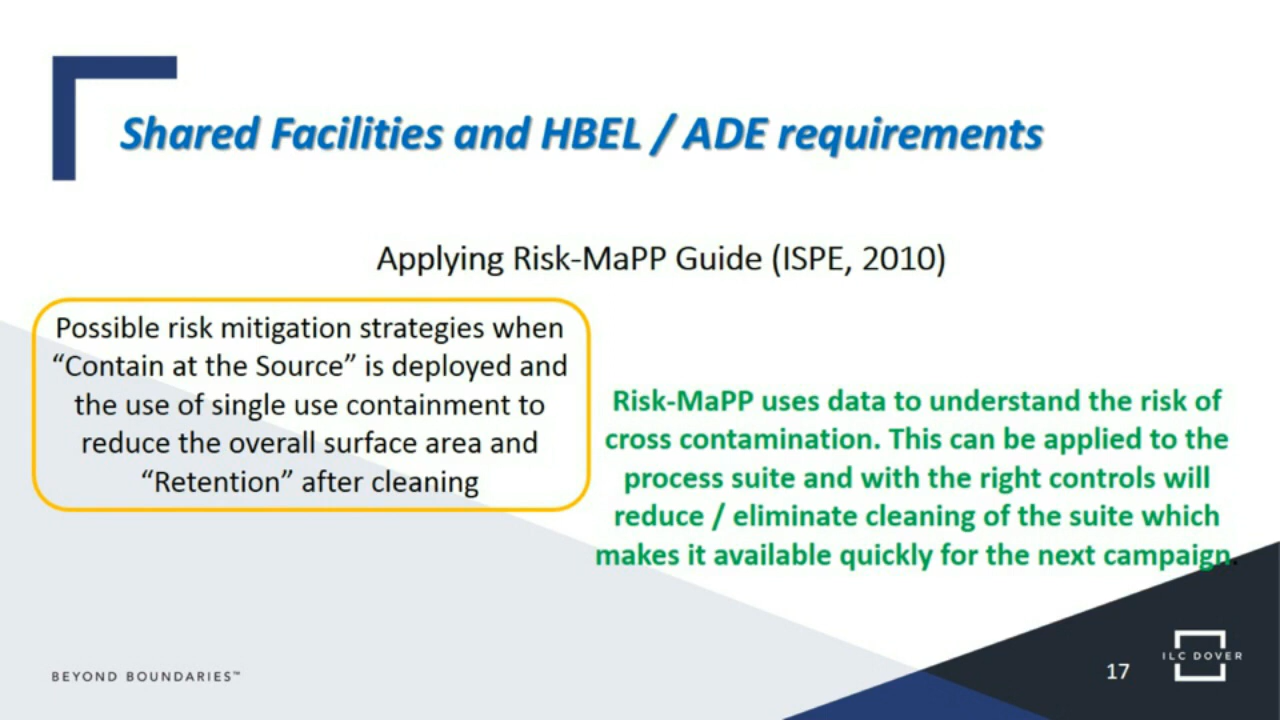 Shared Facilities and HBEL / ADE requirements
Applying Risk-MaPP Guide (ISPE, 2010)
Possible risk mitigation strategies when
“Contain at the Source” is deployed and
the use of single use containment to
reduce the overall surface area and
“Retention” after cleaning
Risk-MaPP uses data to understand the risk of
cross contamination. This can be applied to the
process suite and with the right controls will
reduce / eliminate cleaning of the suite which
makes it available quickly for the next campaign.
BEYOND BOUNDARIES™
17
ILC DOVER